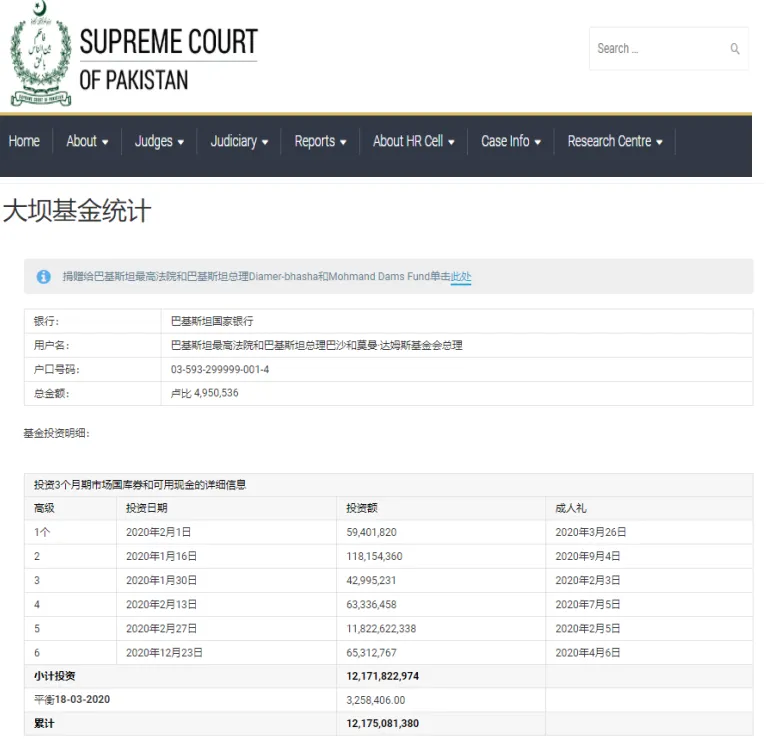 SUPREME COURT
OF PAKISTAN
Search ...
Home About Judges Judiciary Reports About HR Cell Case Info Research Centre
大坝基金统计
捐赠给巴基斯坦最高法院和巴基斯坦总理Diamer-bhasha和Mohmand Dams Fund单击此处
银行: 巴基斯坦国家银行
用户名: 巴基斯坦最高法院和巴基斯坦总理巴沙和莫曼·达姆斯基金会总理
户口号码: 03-593-299999-001-4
总金额: 卢比 4,950,536
基金投资明细:
投资3个月期市场国库券和可用现金的详细信息
高级 投资日期 投资额 成人礼
1个 2020年2月1日 59,401,820 2020年3月26日
2 2020年1月16日 118,154,360 2020年9月4日
3 2020年1月30日 42,995,231 2020年2月3日
4 2020年2月13日 63,336,458 2020年7月5日
5 2020年2月27日 11,822,622,338 2020年2月5日
6 2020年12月23日 65,312,767 2020年4月6日
小计投资 12,171,822,974
平衡18-03-2020 3,258,406.00
累计 12,175,081,380